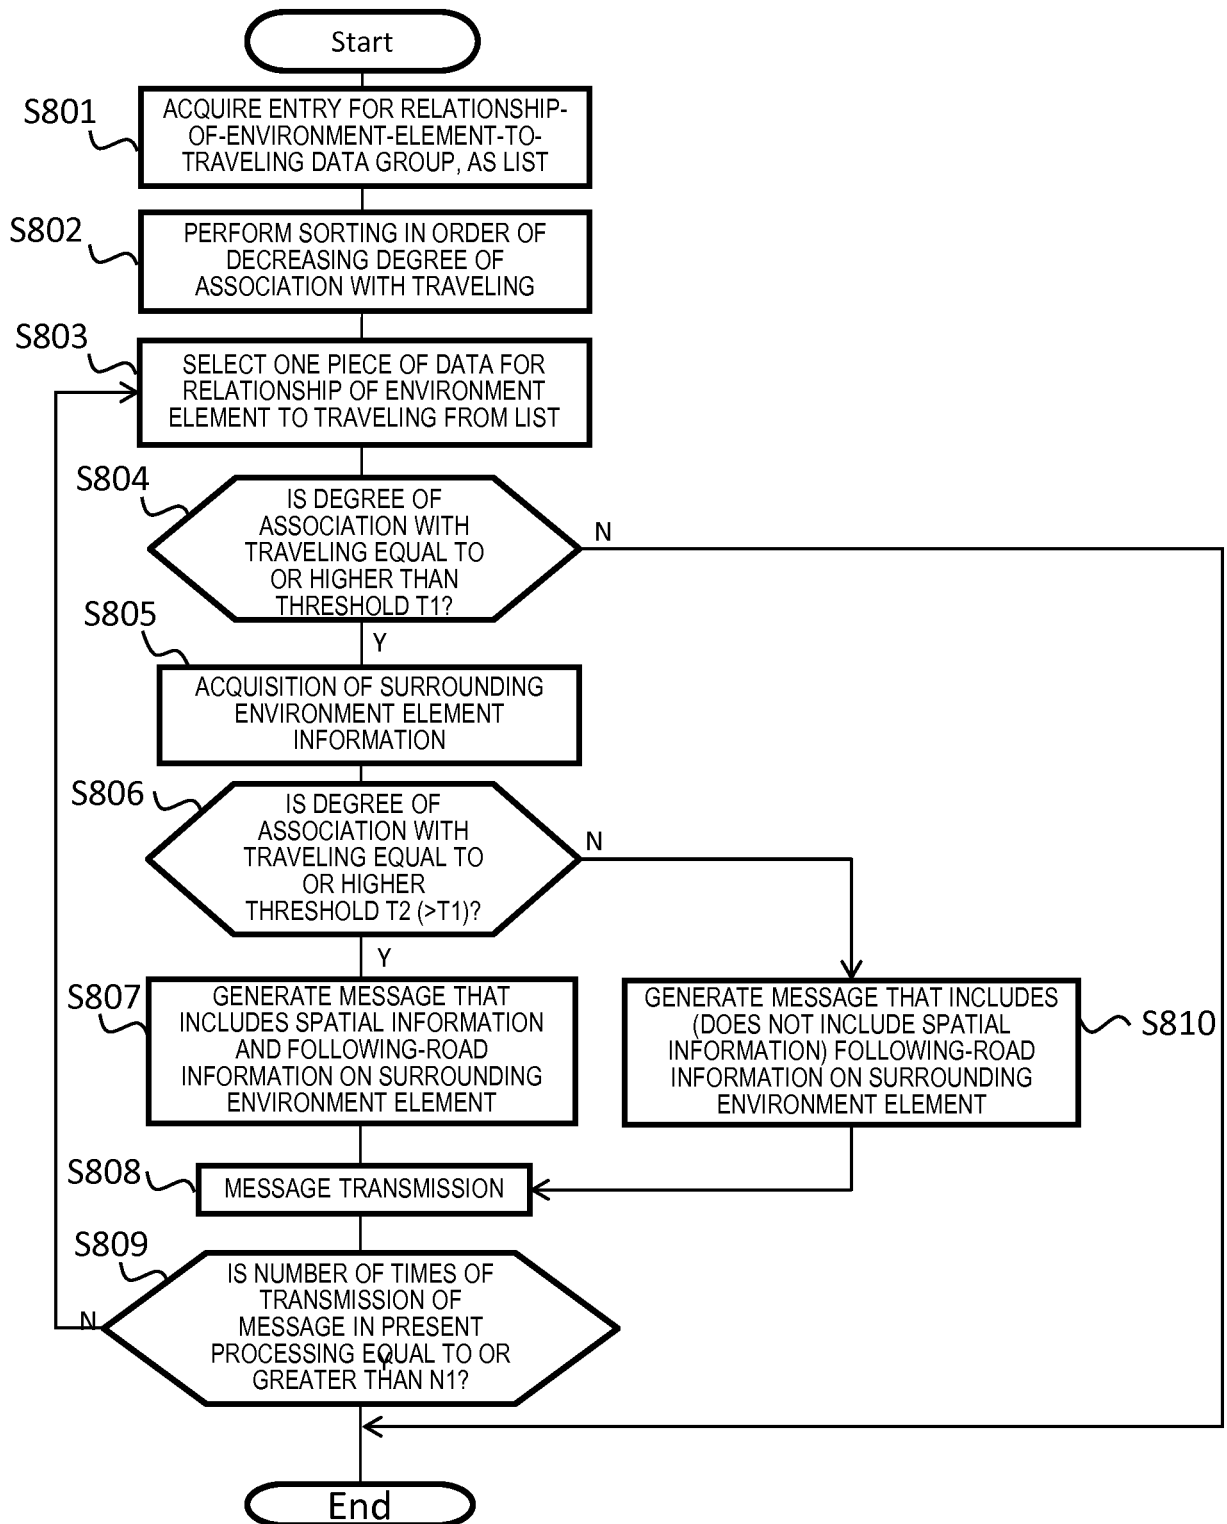 Start
S801
ACQUIRE ENTRY FOR RELATIONSHIP-
OF-ENVIRONMENT-ELEMENT-TO-
TRAVELING DATA GROUP, AS LIST
S802
PERFORM SORTING IN ORDER OF
DECREASING DEGREE OF
ASSOCIATION WITH TRAVELING
S803
SELECT ONE PIECE OF DATA FOR
RELATIONSHIP OF ENVIRONMENT
ELEMENT TO TRAVELING FROM LIST
S804
IS DEGREE OF
ASSOCIATION WITH
TRAVELING EQUAL TO
OR HIGHER THAN
THRESHOLD T1?
N
Y
S805
ACQUISITION OF SURROUNDING
ENVIRONMENT ELEMENT
INFORMATION
S806
IS DEGREE OF
ASSOCIATION WITH
TRAVELING EQUAL TO
OR HIGHER
THRESHOLD T2 (>T1)?
N
Y
S807
GENERATE MESSAGE THAT
INCLUDES SPATIAL INFORMATION
AND FOLLOWING-ROAD
INFORMATION ON SURROUNDING
ENVIRONMENT ELEMENT
GENERATE MESSAGE THAT INCLUDES
(DOES NOT INCLUDE SPATIAL
INFORMATION) FOLLOWING-ROAD
INFORMATION ON SURROUNDING
ENVIRONMENT ELEMENT
S810
S808
MESSAGE TRANSMISSION
S809
IS NUMBER OF TIMES OF
TRANSMISSION OF
MESSAGE IN PRESENT
PROCESSING EQUAL TO OR
GREATER THAN N1?
N
Y
End